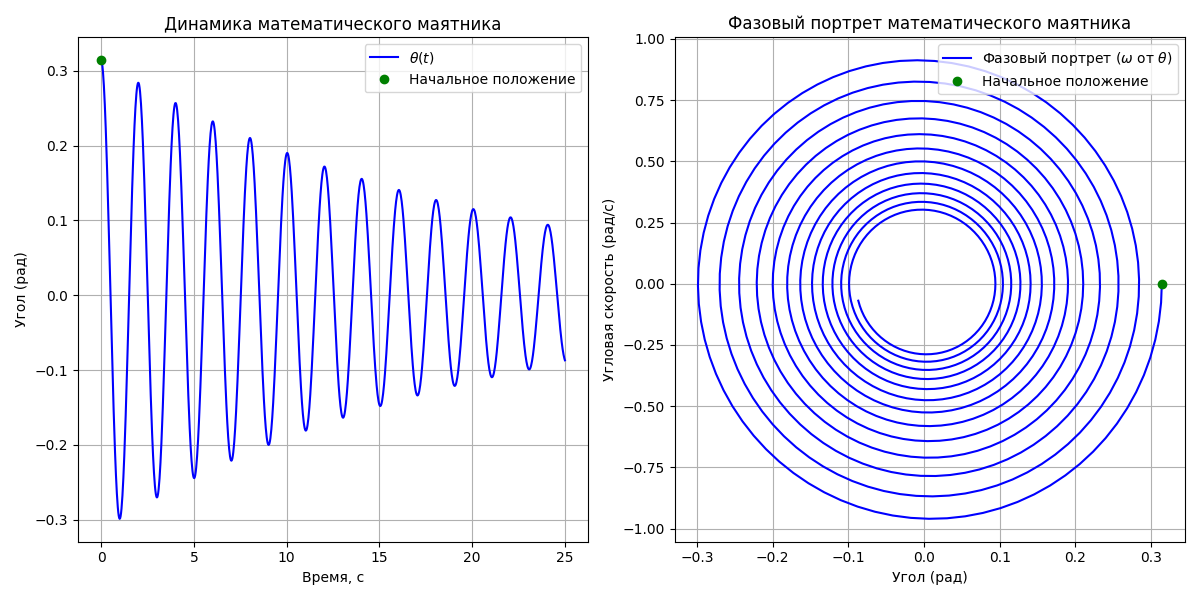 Динамика математического маятника
θ(t)
Начальное положение
0.3
0.2
0.1
0.0
−0.1
−0.2
−0.3
Угол (рад)
0 5 10 15 20 25
Время, с
Фазовый портрет математического маятника
Фазовый портрет (ω от θ)
Начальное положение
1.00
0.75
0.50
0.25
0.00
−0.25
−0.50
−0.75
−1.00
Угловая скорость (рад/с)
−0.3 −0.2 −0.1 0.0 0.1 0.2 0.3
Угол (рад)